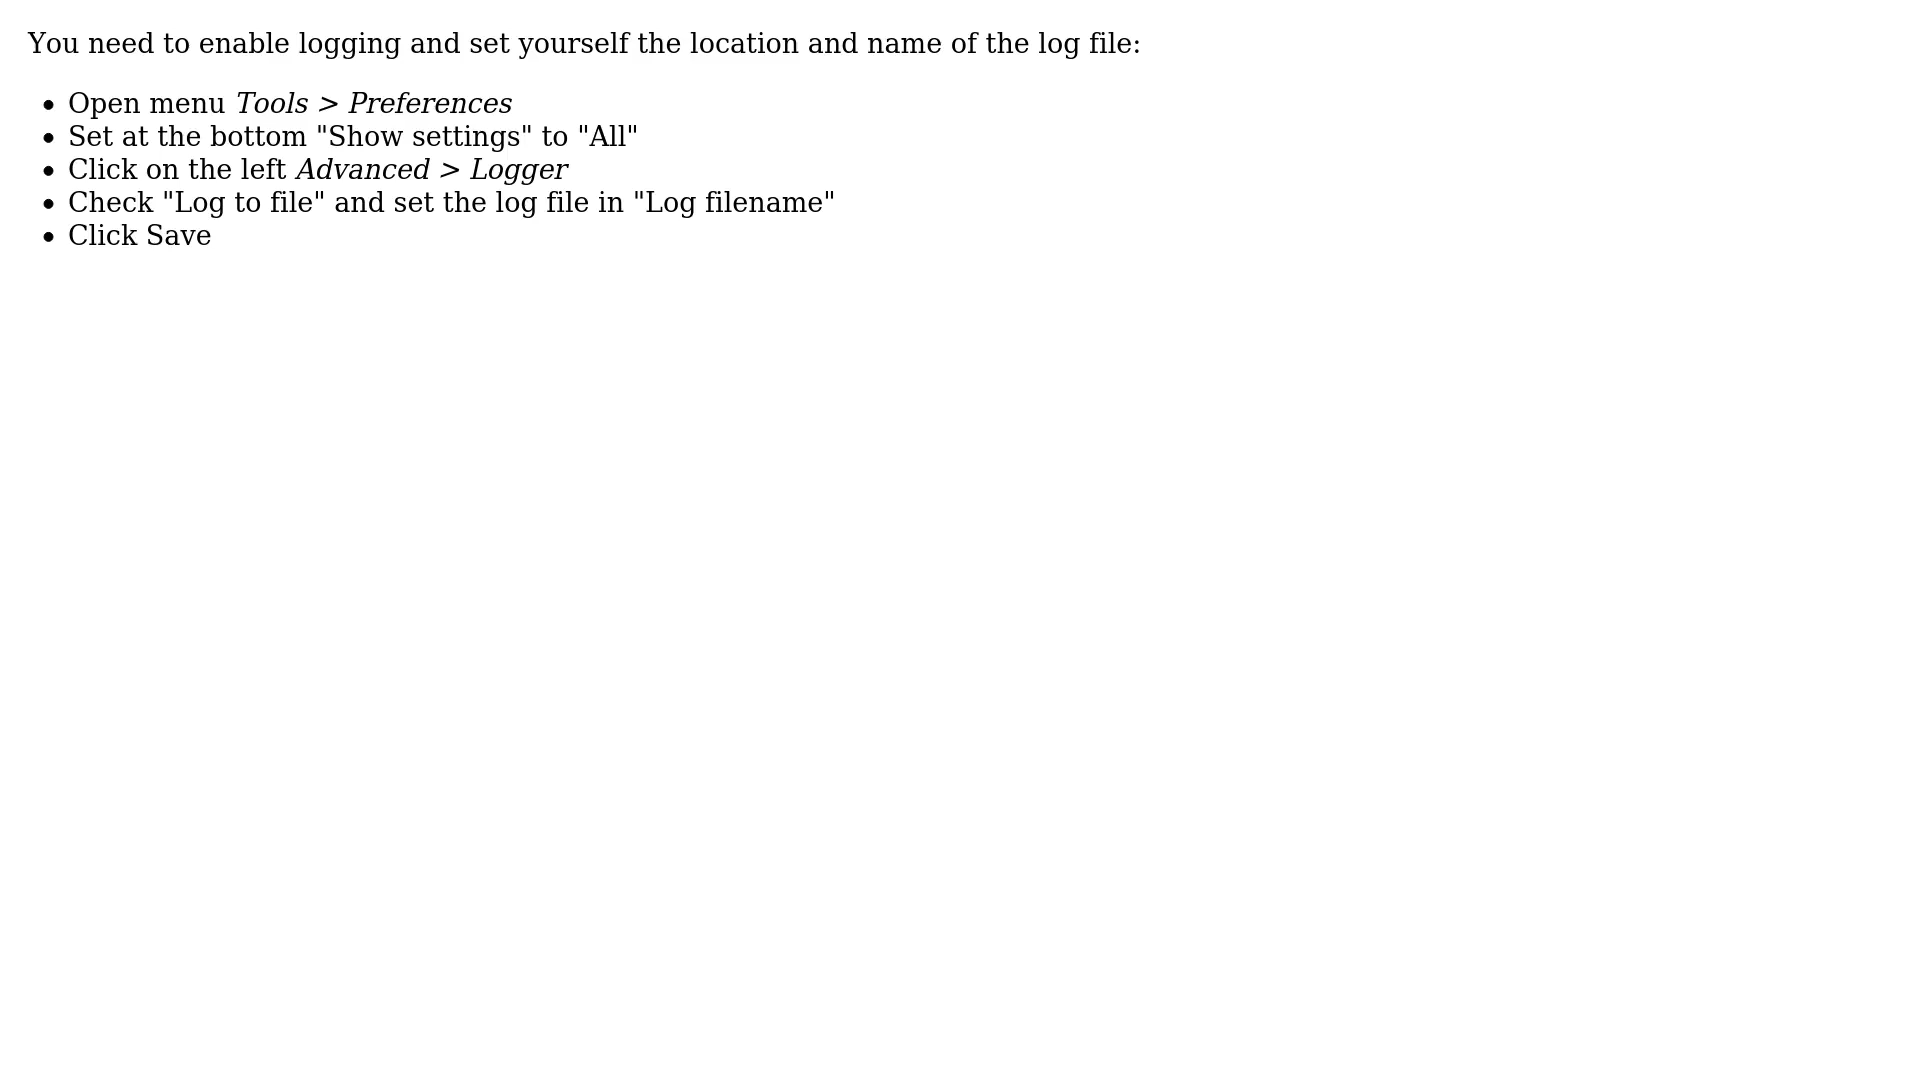 You need to enable logging and set yourself the location and name of the log file:
• Open menu Tools > Preferences
• Set at the bottom "Show settings" to "All"
• Click on the left Advanced > Logger
• Check "Log to file" and set the log file in "Log filename"
• Click Save